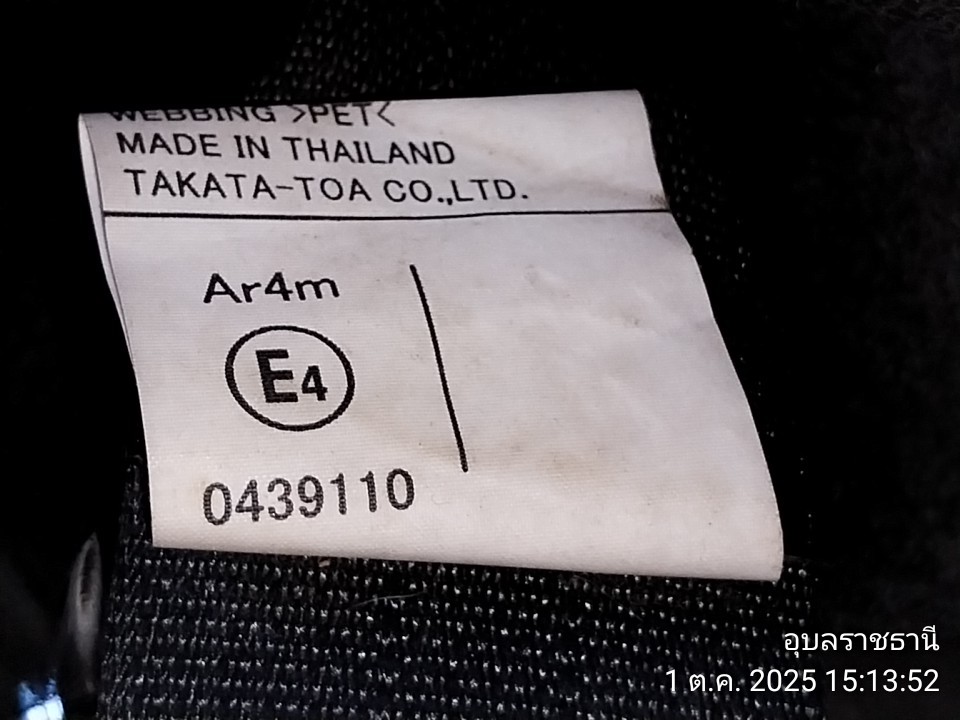 WEBBING >PET<
MADE IN THAILAND
TAKATA-TOA CO.,LTD.
Ar4m
E4
0439110
อุบลราชธานี
1 ต.ค. 2025 15:13:52